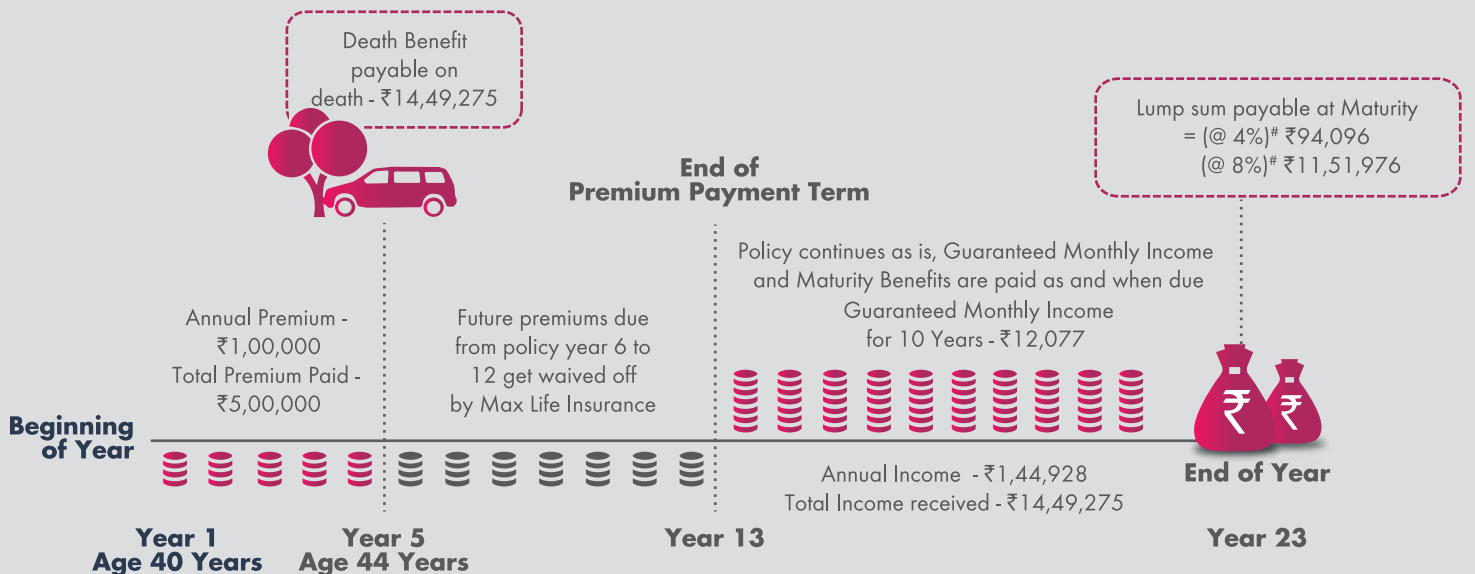 Death Benefit
payable on
death - ₹14,49,275
Lump sum payable at Maturity
= (@ 4%)# ₹94,096
(@ 8%)# ₹11,51,976
End of
Premium Payment Term
Policy continues as is, Guaranteed Monthly Income
and Maturity Benefits are paid as and when due
Guaranteed Monthly Income
for 10 Years - ₹12,077
Annual Premium -
₹1,00,000
Total Premium Paid -
₹5,00,000
Future premiums due
from policy year 6 to
12 get waived off
by Max Life Insurance
Beginning
of Year
₹
₹
Annual Income - ₹1,44,928
Total Income received - ₹14,49,275
End of Year
Year 1
Age 40 Years
Year 5
Age 44 Years
Year 13
Year 23